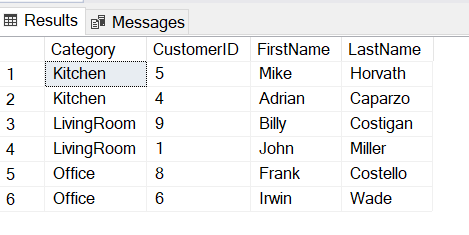 Results Messages
Category CustomerID FirstName LastName
1 Kitchen 5 Mike Horvath
2 Kitchen 4 Adrian Caparzo
3 LivingRoom 9 Billy Costigan
4 LivingRoom 1 John Miller
5 Office 8 Frank Costello
6 Office 6 Irwin Wade